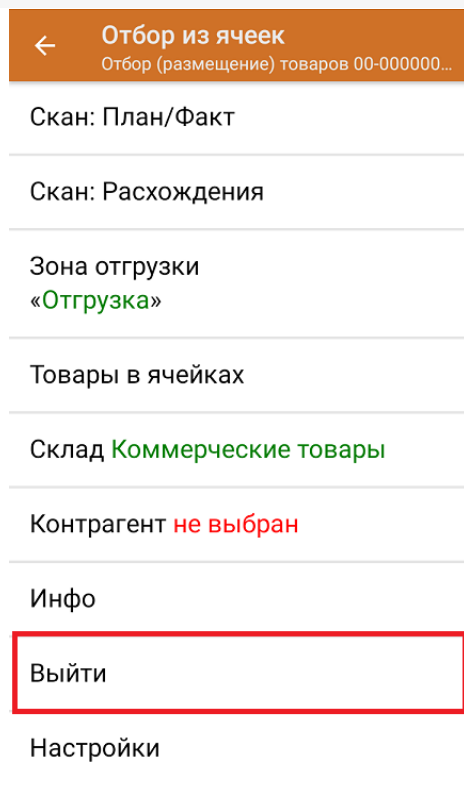 Отбор из ячеек
Отбор (размещение) товаров 00-000000...
Скан: План/Факт
Скан: Расхождения
Зона отгрузки
«Отгрузка»
Товары в ячейках
Склад Коммерческие товары
Контрагент не выбран
Инфо
Выйти
Настройки